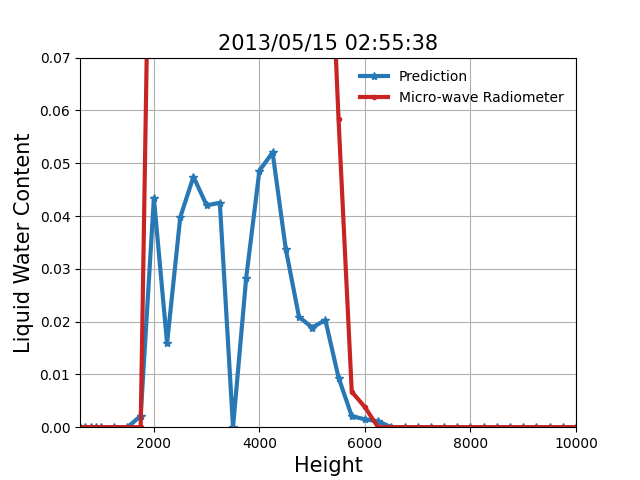 2013/05/15 02:55:38
0.07
0.06
0.05
0.04
0.03
0.02
0.01
0.00
Liquid Water Content
Prediction
Micro-wave Radiometer
2000 4000 6000 8000 10000
Height